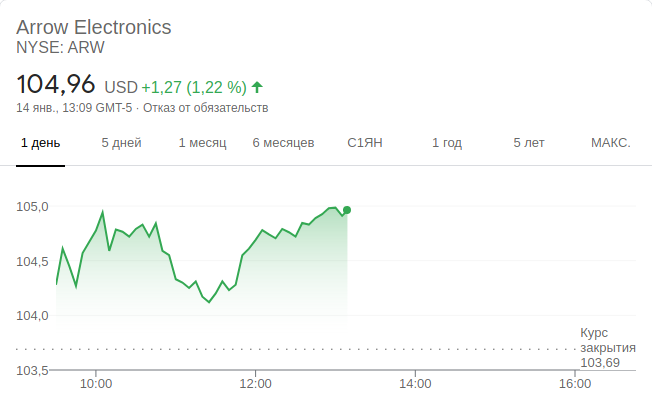 Arrow Electronics
NYSE: ARW
104,96 USD +1,27 (1,22 %)
14 янв., 13:09 GMT-5 · Отказ от обязательств
1 день 5 дней 1 месяц 6 месяцев С1ЯН 1 год 5 лет МАКС.
105,0
104,5
104,0
Курс
закрытия
103,69
103,5
10:00 12:00 14:00 16:00